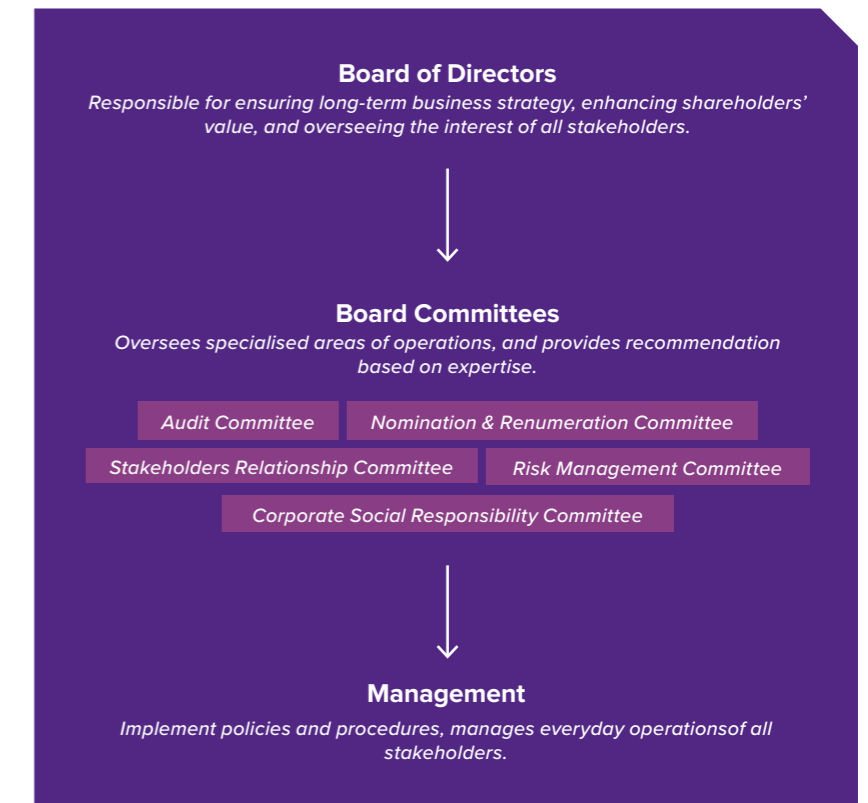 Board of Directors
Responsible for ensuring long-term business strategy, enhancing shareholders'
value, and overseeing the interest of all stakeholders.
Board Committees
Oversees specialised areas of operations, and provides recommendation
based on expertise.
Audit Committee
Nomination & Renumeration Committee
Stakeholders Relationship Committee
Risk Management Committee
Corporate Social Responsibility Committee
Management
Implement policies and procedures, manages everyday operationsof all
stakeholders.